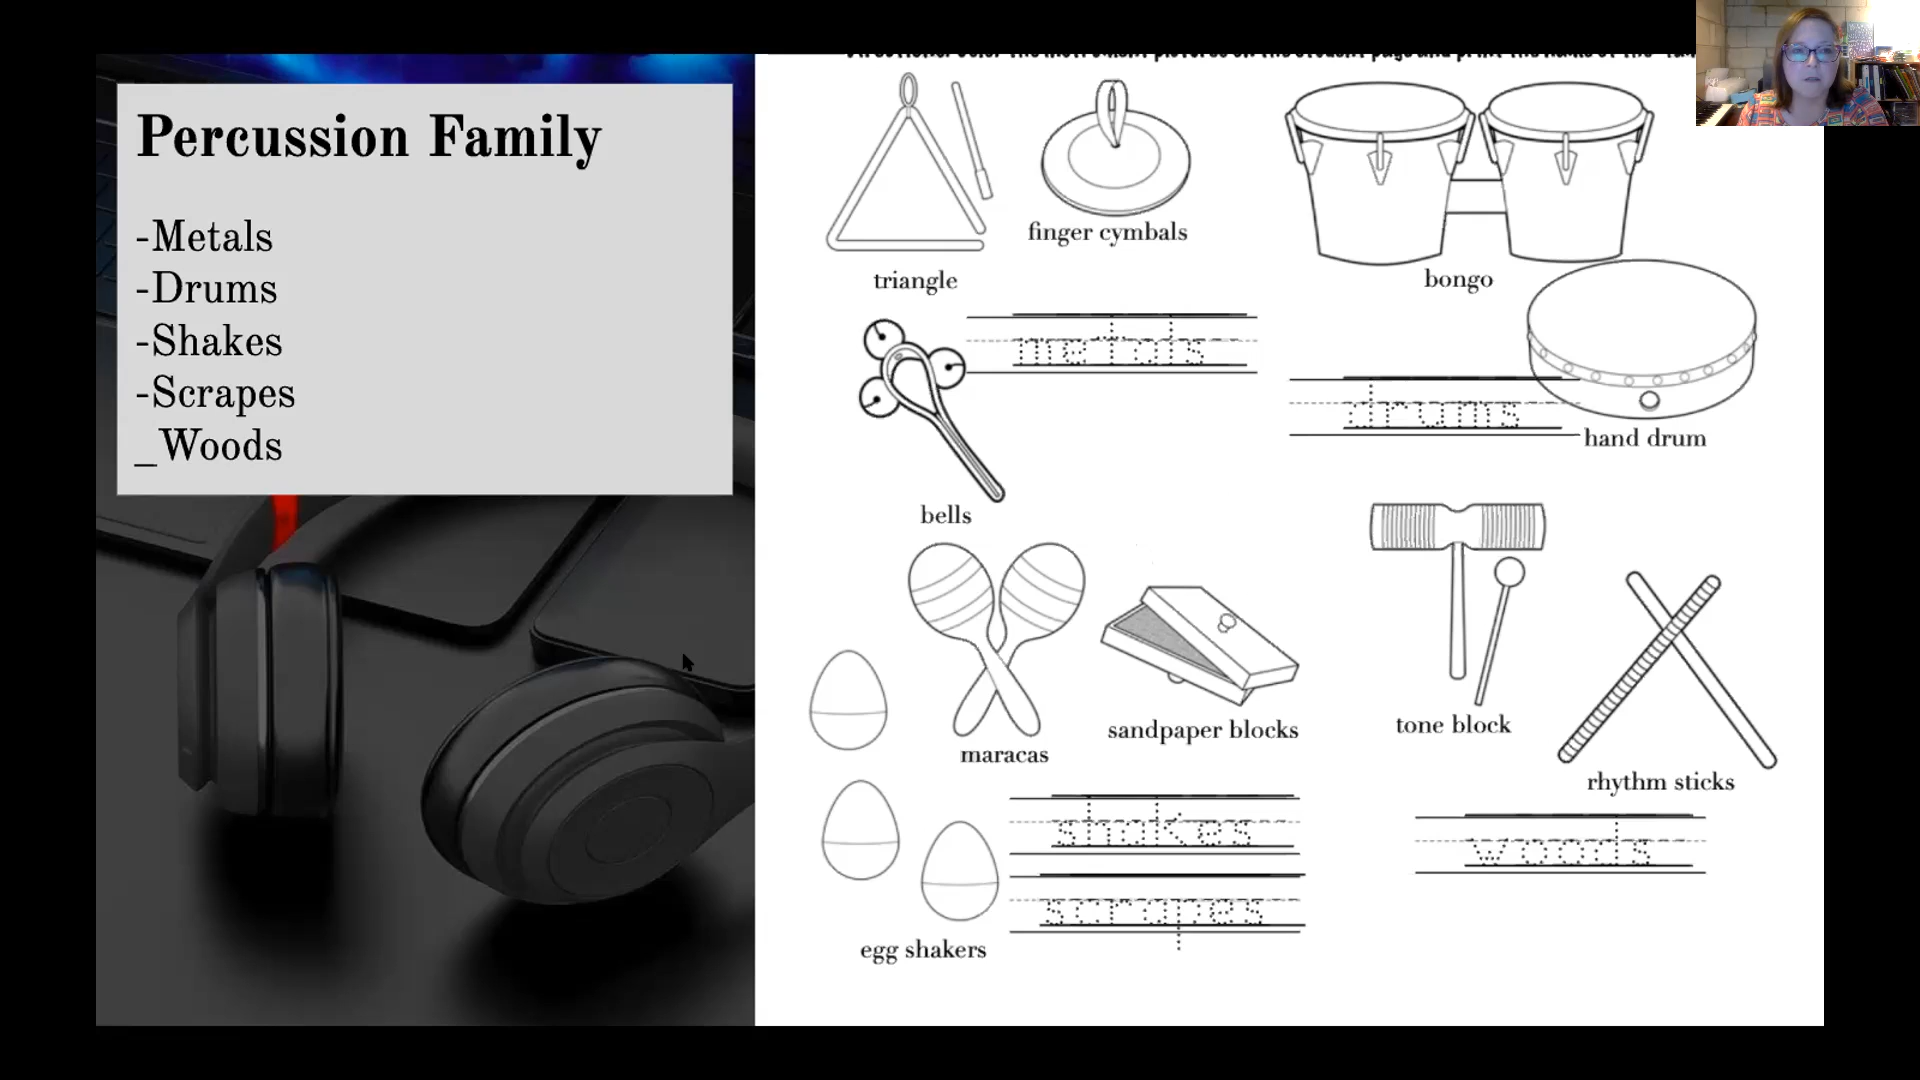 Percussion Family
-Metals
-Drums
-Shakes
-Scrapes
_Woods
triangle
finger cymbals
bongo
metals
drums
hand drum
bells
maracas
sandpaper blocks
tone block
rhythm sticks
shakes
woods
scrapes
egg shakers